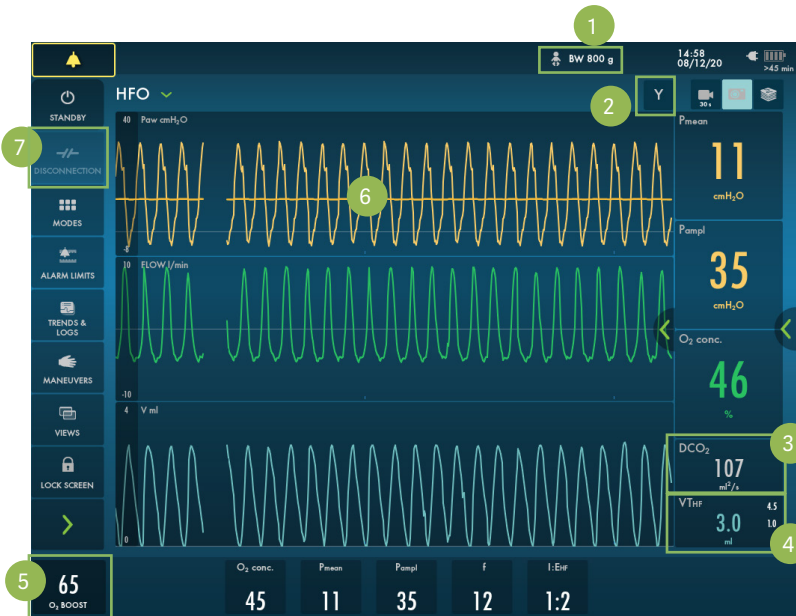 1
BW 800 g
14:58
08/12/20
>45 min
HFO
2
Y
30 s
STANDBY
7
DISCONNECTION
MODES
ALARM LIMITS
TRENDS &
LOGS
MANEUVERS
VIEWS
LOCK SCREEN
40 Paw cmH₂O
6
-8
10 FLOW l/min
-10
4 V ml
0
Pmean
11
cmH₂O
Pampl
35
cmH₂O
O₂ conc.
46
%
3
DCO₂
107
ml²/s
VTHF
4.5
3.0
1.0
ml
4
5
65
O₂ BOOST
O₂ conc.
45
Pmean
11
Pampl
35
f
12
I:EHF
1:2